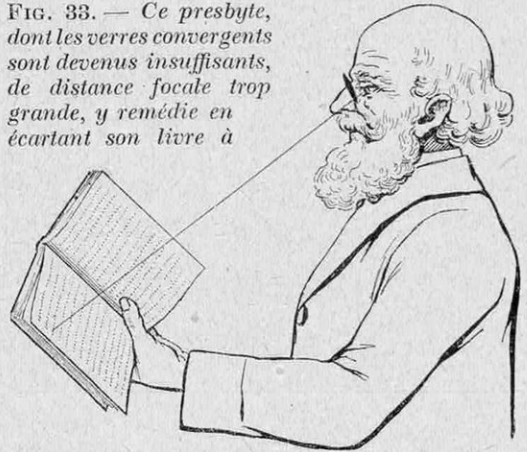 FIG. 33. — Ce presbyte,
dont les verres convergents
sont devenus insuffisants,
de distance focale trop
grande, y remédie en
écartant son livre à